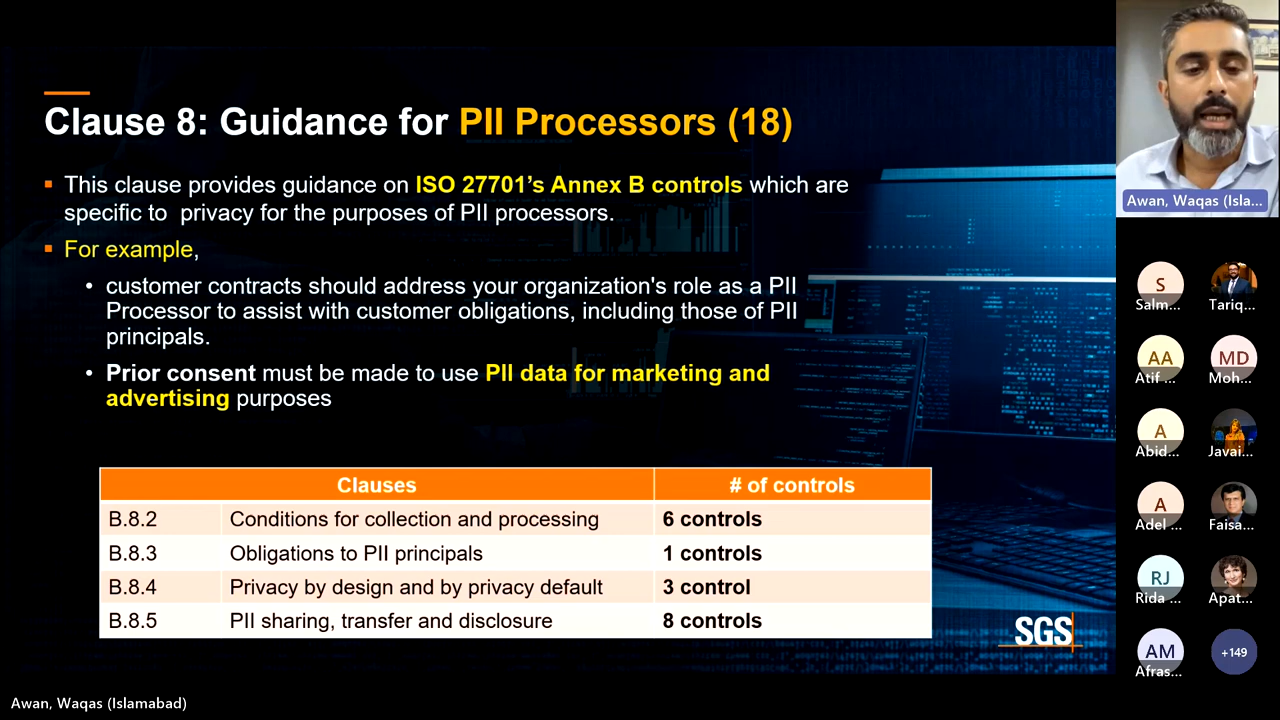 Clause 8: Guidance for PII Processors (18)
▪ This clause provides guidance on ISO 27701’s Annex B controls which are
specific to  privacy for the purposes of PII processors.
▪ For example,
• customer contracts should address your organization's role as a PII
Processor to assist with customer obligations, including those of PII
principals.
• Prior consent must be made to use PII data for marketing and
advertising purposes
Clauses # of controls
B.8.2 Conditions for collection and processing 6 controls
B.8.3 Obligations to PII principals 1 controls
B.8.4 Privacy by design and by privacy default 3 control
B.8.5 PII sharing, transfer and disclosure 8 controls
SGS
Awan, Waqas (Islamabad)
Awan, Waqas (Isla...
S
Salm...
Tariq...
AA
Atif ...
MD
Moh...
A
Abid...
Javai...
A
Adel ...
Faisa...
RJ
Rida ...
Apat...
AM
Afras...
+149